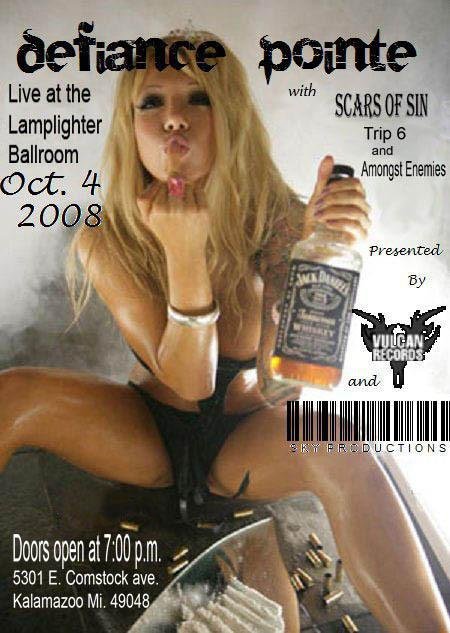 defiance pointe
Live at the
Lamplighter
Ballroom
Oct. 4
2008
with
SCARS OF SIN
Trip 6
and
Amongst Enemies
Presented
By
VULCAN
RECORDS
and
SKY PRODUCTIONS
JACK DANIEL'S
Tennessee
WHISKEY
Doors open at 7:00 p.m.
5301 E. Comstock ave.
Kalamazoo Mi. 49048